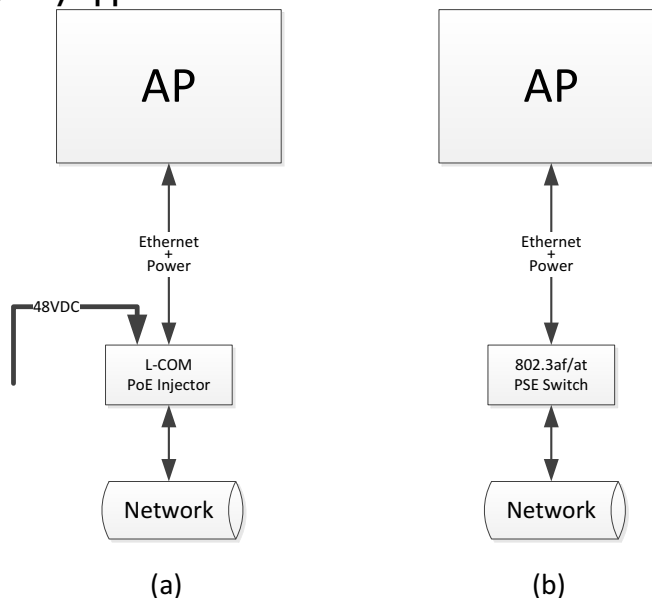 AP
Ethernet
+
Power
48VDC
L-COM
PoE Injector
Network
(a)
AP
Ethernet
+
Power
802.3af/at
PSE Switch
Network
(b)